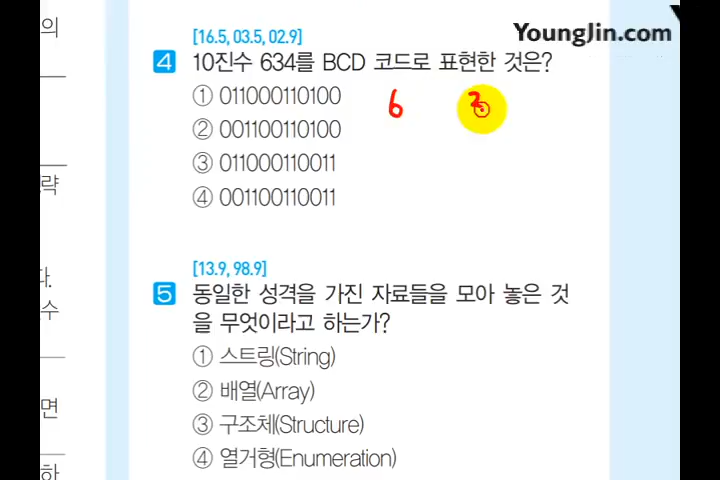 의
YoungJin.com
[16.5, 03.5, 02.9]
4 10진수 634를 BCD 코드로 표현한 것은?
① 011000110100
6
② 001100110100
③ 011000110011
④ 001100110011
략
다.
수
[13.9, 98.9]
5 동일한 성격을 가진 자료들을 모아 놓은 것
을 무엇이라고 하는가?
① 스트링(String)
② 배열(Array)
면
③ 구조체(Structure)
④ 열거형(Enumeration)
하